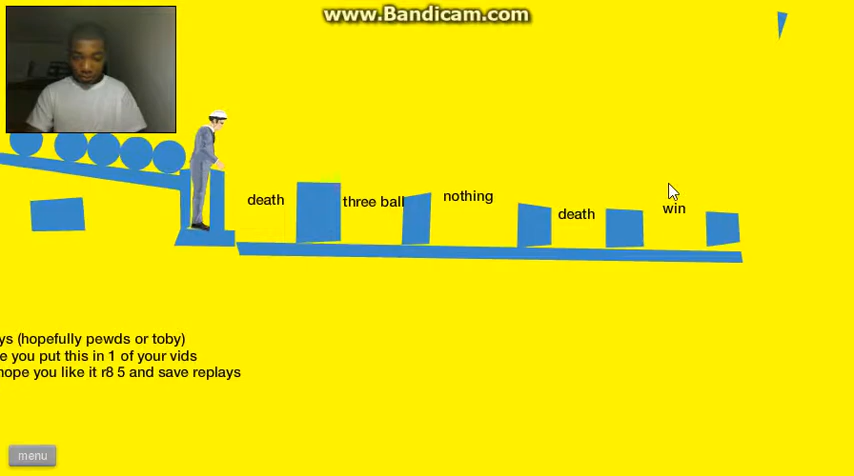 www.Bandicam.com
death
three ball
nothing
death
win
ys (hopefully pewds or toby)
e you put this in 1 of your vids
hope you like it r8 5 and save replays
menu